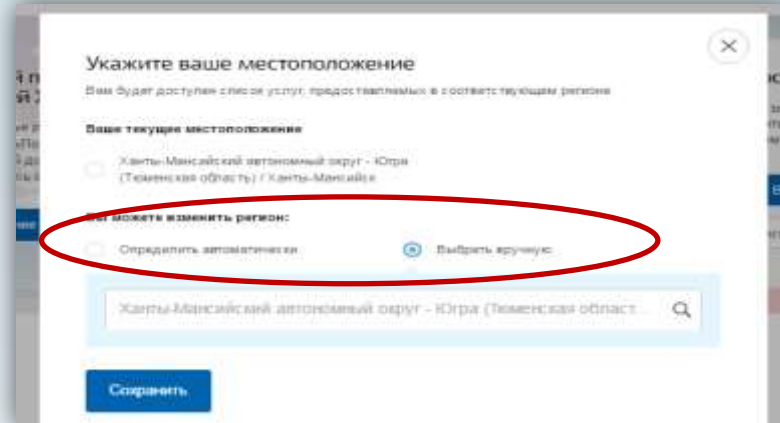 Укажите ваше местоположение
Вам будет доступен список услуг, предоставляемых в соответствующем регионе
Ваше текущее местоположение
Ханты-Мансийский автономный округ - Югра
(Тюменская область) / Ханты-Мансийск
Вы можете изменить регион:
Определить автоматически
Выбрать вручную
Ханты-Мансийский автономный округ - Югра (Тюменская област...
Сохранить